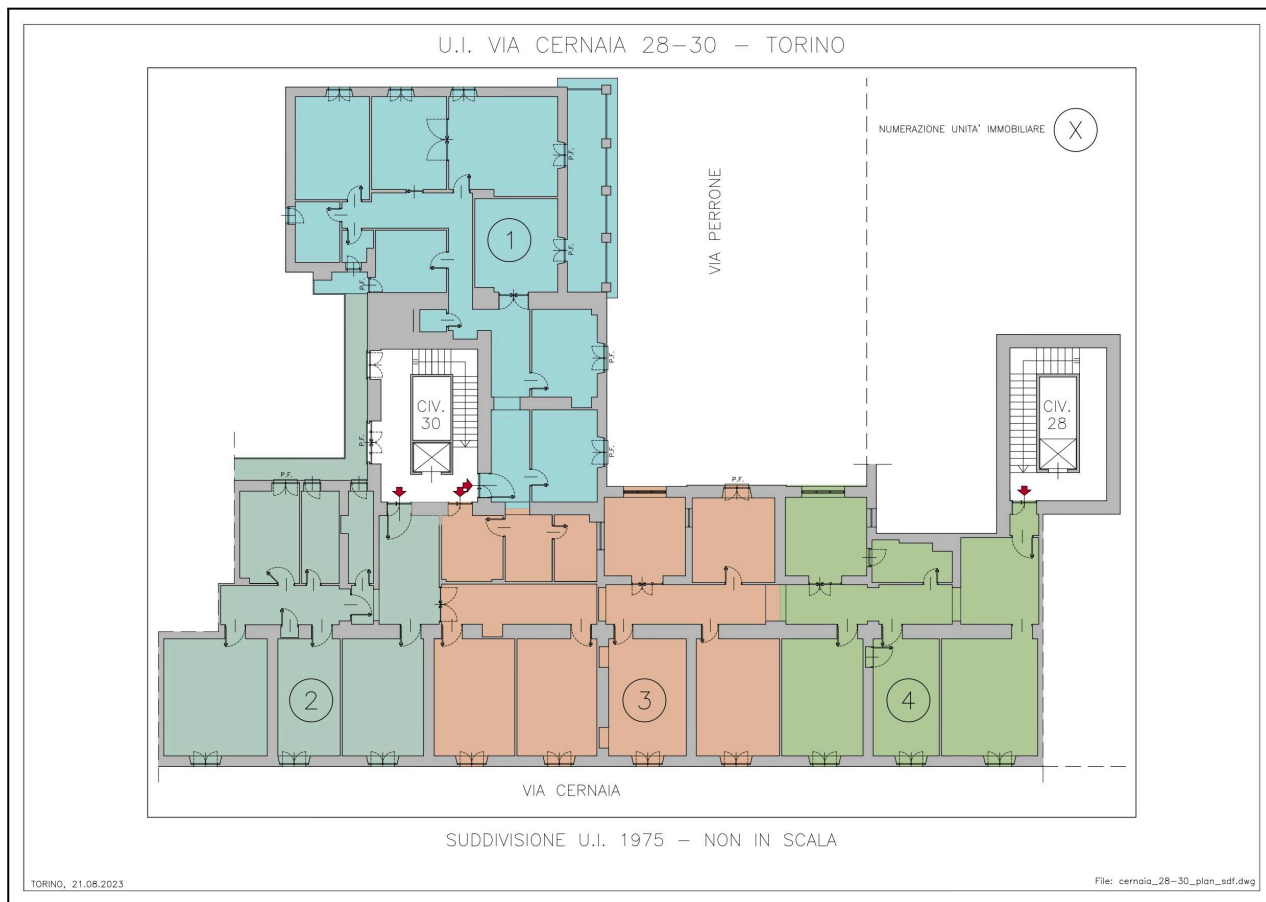 U.I. VIA CERNAIA 28-30 - TORINO
NUMERAZIONE UNITA' IMMOBILIARE X
VIA PERRONE
P.F.
1
P.F.
P.F.
P.F.
CIV.
30
CIV.
28
P.F.
P.F.
P.F.
P.F.
2
3
4
VIA CERNAIA
SUDDIVISIONE U.I. 1975 - NON IN SCALA
TORINO, 21.08.2023
File: cernaia_28-30_plan_sdf.dwg